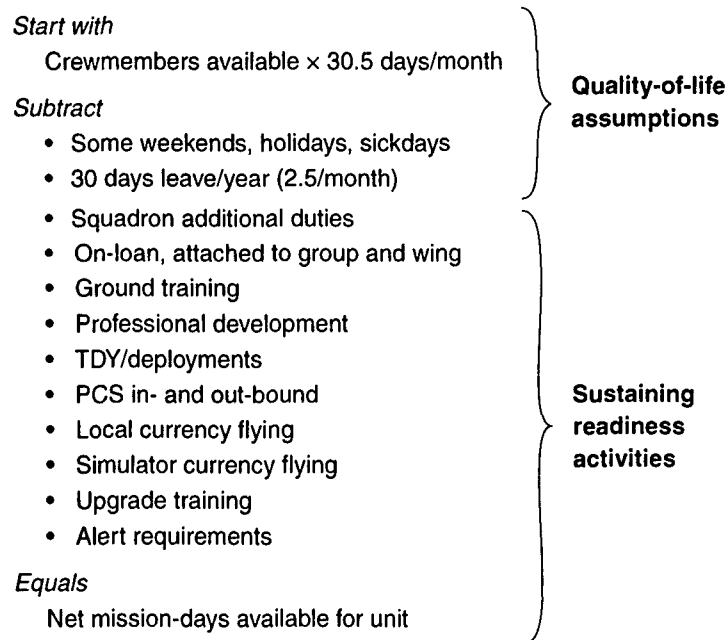 Start with
Crewmembers available × 30.5 days/month
Subtract
• Some weekends, holidays, sickdays
• 30 days leave/year (2.5/month)
• Squadron additional duties
• On-loan, attached to group and wing
• Ground training
• Professional development
• TDY/deployments
• PCS in- and out-bound
• Local currency flying
• Simulator currency flying
• Upgrade training
• Alert requirements
Equals
Net mission-days available for unit
Quality-of-life
assumptions
Sustaining
readiness
activities